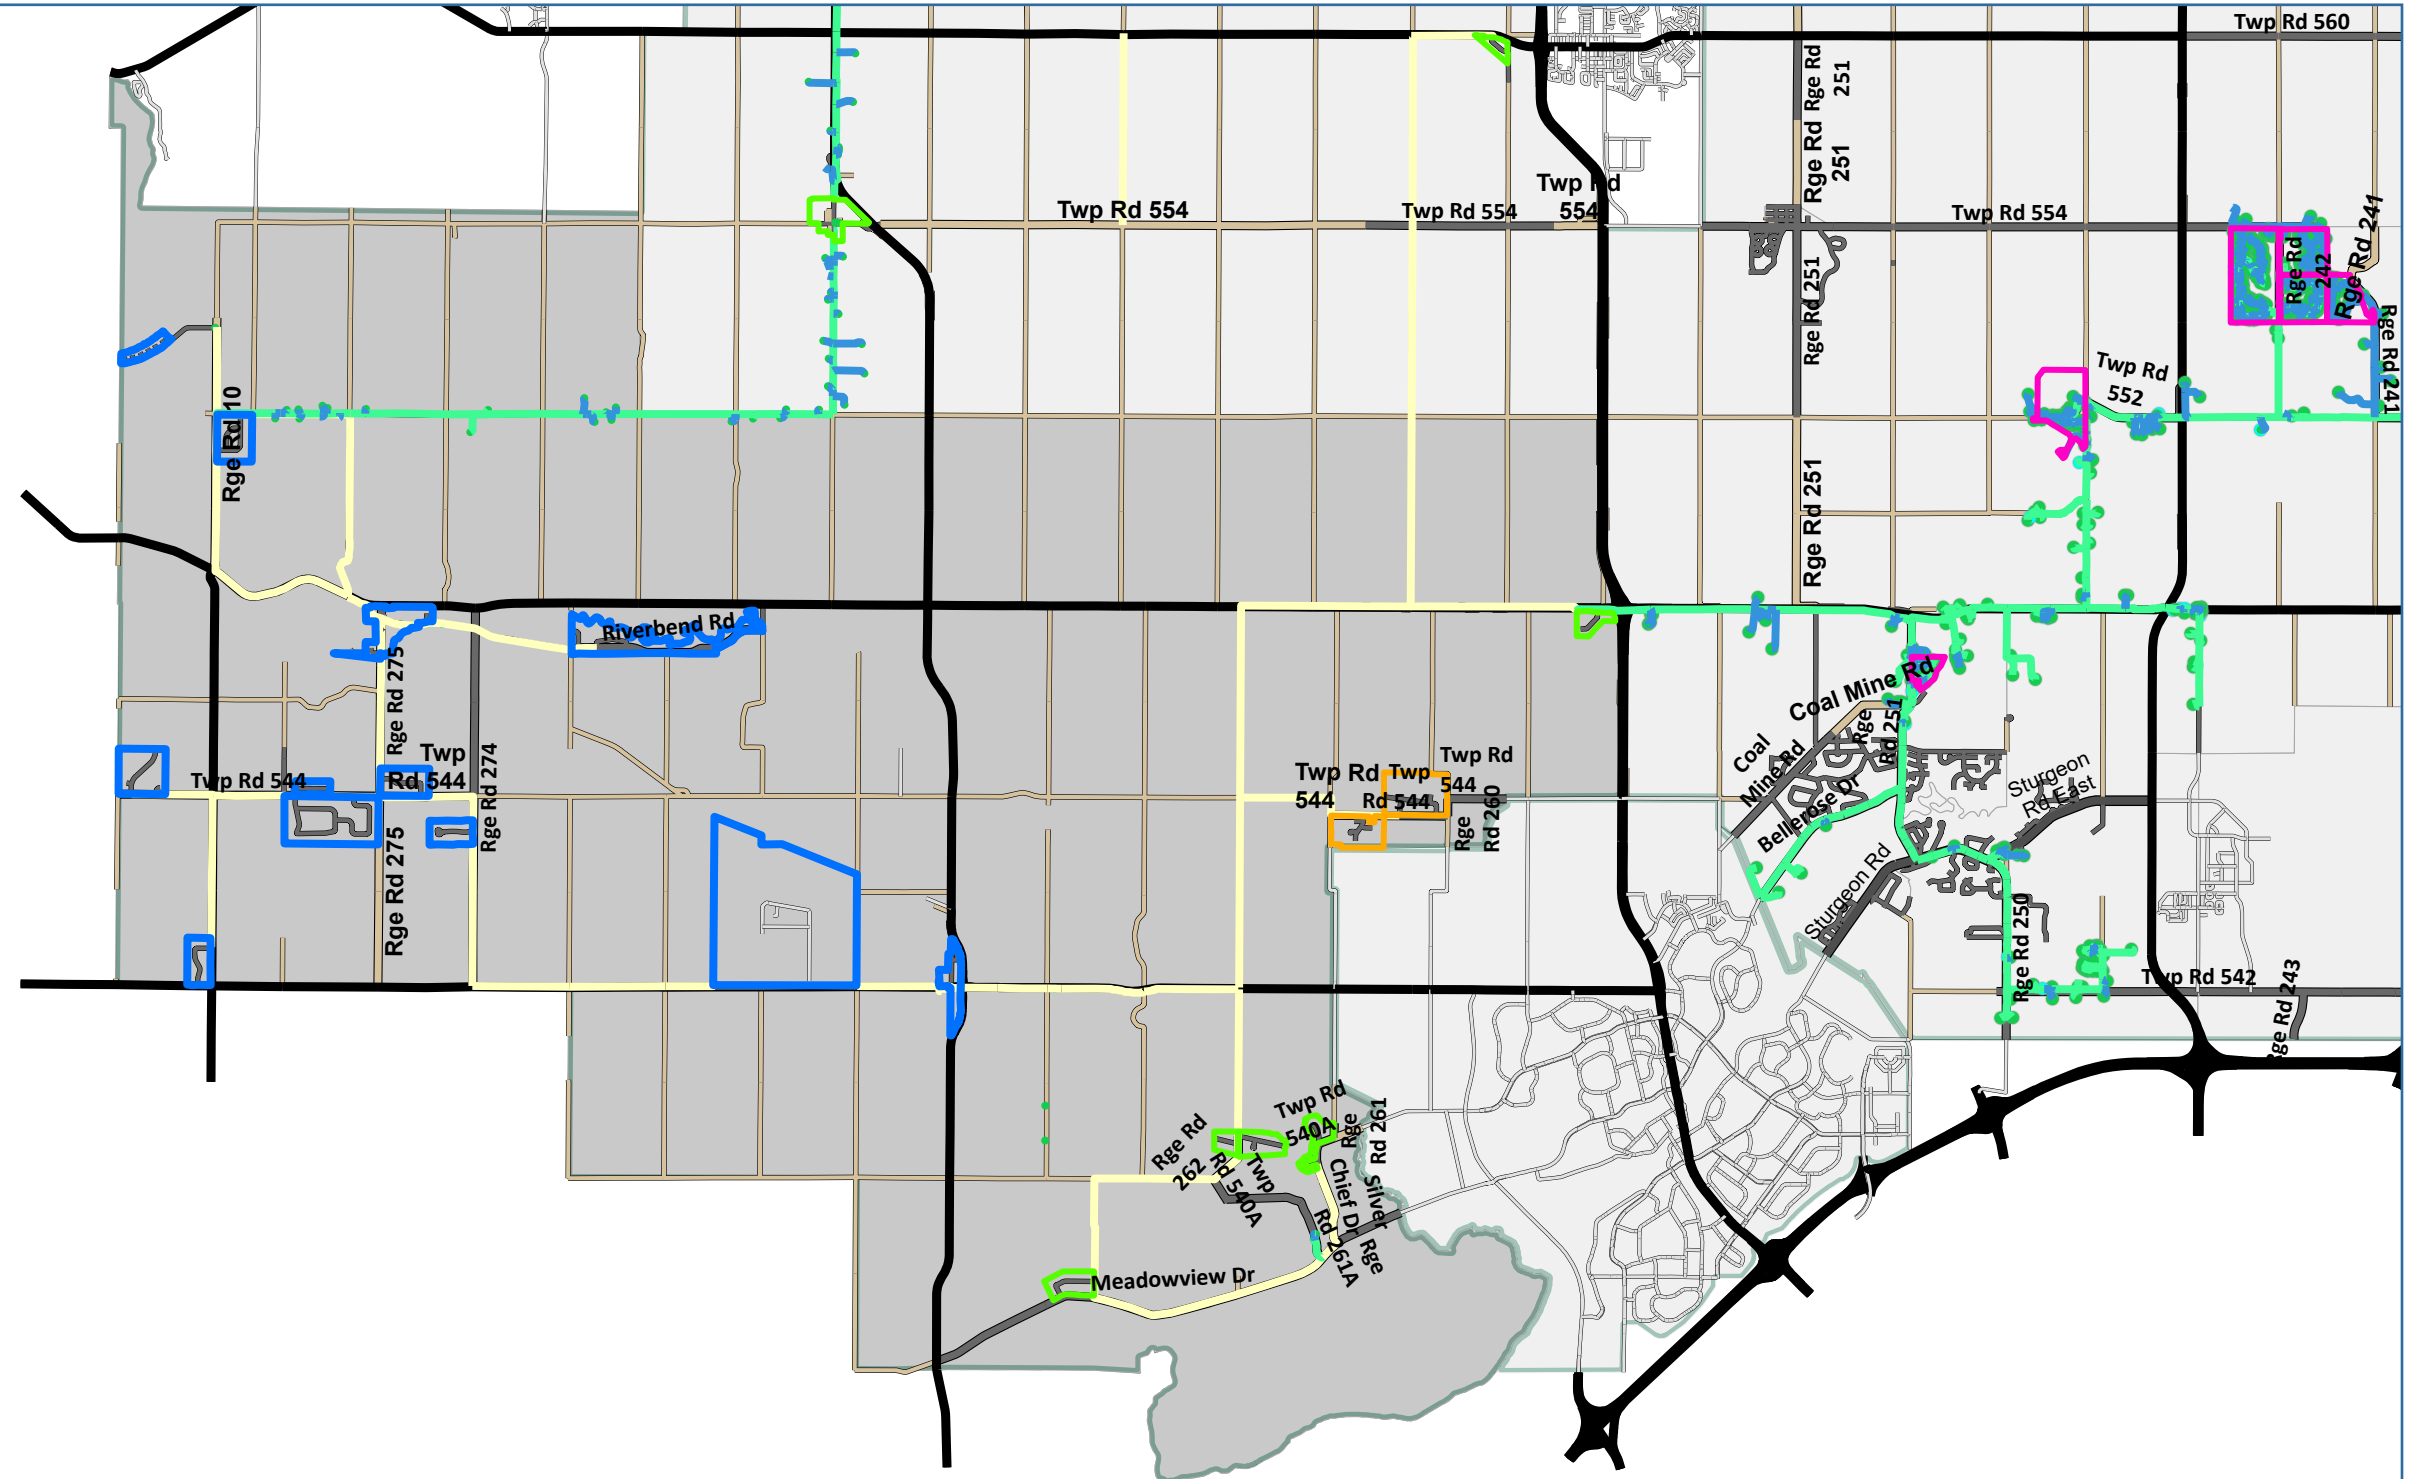 Twp Rd 560
Rge Rd
251
Rge Rd
251
Twp Rd
554
Twp Rd 554
Twp Rd 554
Twp Rd 554
Rge Rd 241
Rge Rd
242
Rge Rd 251
Rge Rd 241
Rge Rd 241
Twp Rd
552
Rge Rd 10
Rge Rd 251
Riverbend Rd
Rge Rd 275
Coal Mine Rd
Rge
Rd 251
Coal
Mine Rd
Twp
Rd 544
Twp Rd 544
Rge Rd 274
Twp Rd
544
Twp
Rd 544
Twp Rd
544
Rge
Rd 260
Bellerose Dr
Sturgeon
Rd East
Sturgeon Rd
Rge Rd 275
Rge Rd 250
Twp Rd 542
Rge Rd 243
Twp Rd
540A
Rge
Rd 261
Rge Rd
262
Twp
Rd 540A
Silver
Chief Dr
Rge
Rd 261A
Meadowview Dr